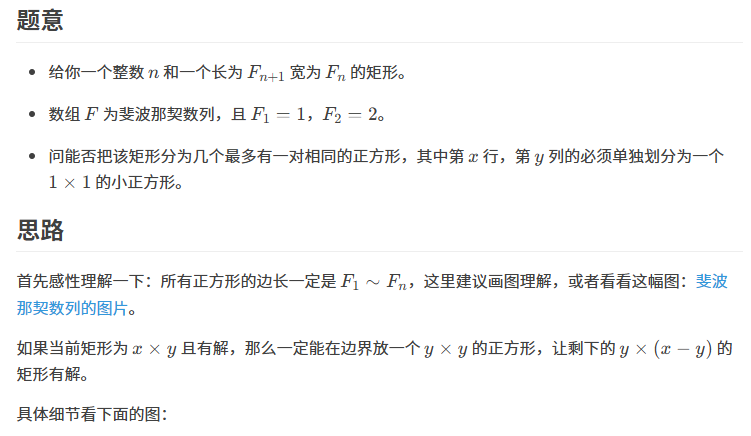 题意
给你一个整数 n 和一个长为 F_{n+1} 宽为 F_n 的矩形。
数组 F 为斐波那契数列，且 F_1 = 1，F_2 = 2。
问能否把该矩形分为几个最多有一对相同的正方形，其中第 x 行，第 y 列的必须单独划分为一个
1 × 1 的小正方形。
思路
首先感性理解一下：所有正方形的边长一定是 F_1 ∼ F_n，这里建议画图理解，或者看看这幅图：斐波
那契数列的图片。
如果当前矩形为 x × y 且有解，那么一定能在边界放一个 y × y 的正方形，让剩下的 y × (x − y) 的
矩形有解。
具体细节看下面的图：